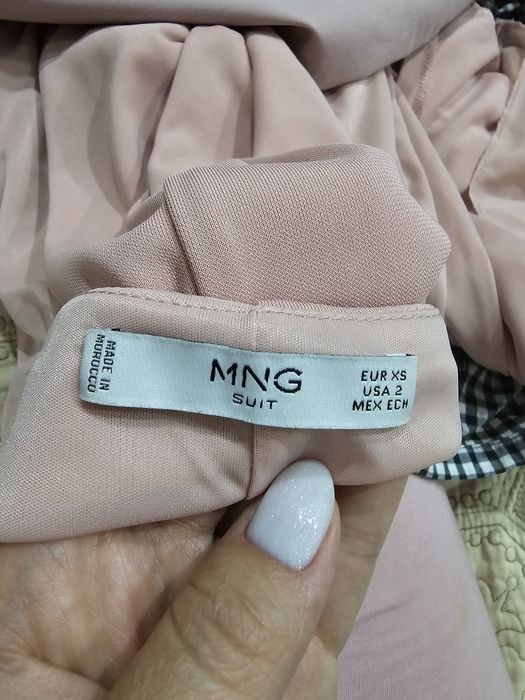 MADE IN
MOROCCO
MNG
SUIT
EUR XS
USA 2
MEX ECH